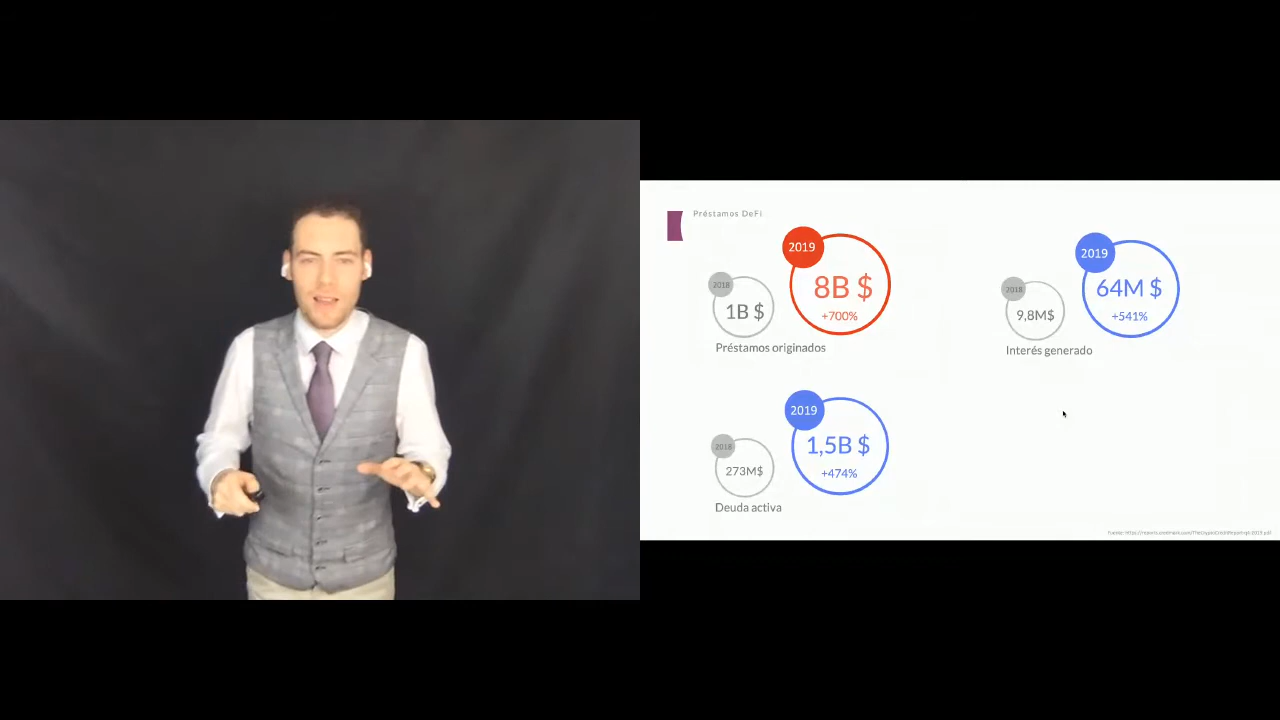 Préstamos DeFi
2019
2018
8B $
1B $
+700%
Préstamos originados
2019
2018
64M $
9,8M$
+541%
Interés generado
2019
2018
1,5B $
273M$
+474%
Deuda activa